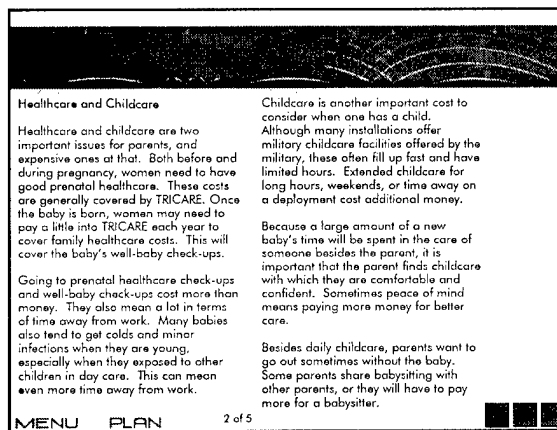 Healthcare and Childcare
Healthcare and childcare are two
important issues for parents, and
expensive ones at that. Both before and
during pregnancy, women need to have
good prenatal healthcare. These costs
are generally covered by TRICARE. Once
the baby is born, women may need to
pay a little into TRICARE each year to
cover family healthcare costs. This will
cover the baby's well-baby check-ups.
Going to prenatal healthcare check-ups
and well-baby check-ups cost more than
money. They also mean a lot in terms
of time away from work. Many babies
also tend to get colds and minor
infections when they are young,
especially when they exposed to other
children in day care. This can mean
even more time away from work.
Childcare is another important cost to
consider when one has a child.
Although many installations offer
military childcare facilities offered by the
military, these often fill up fast and have
limited hours. Extended childcare for
long hours, weekends, or time away on
a deployment cost additional money.
Because a large amount of a new
baby's time will be spent in the care of
someone besides the parent, it is
important that the parent finds childcare
with which they are comfortable and
confident. Sometimes peace of mind
means paying more money for better
care.
Besides daily childcare, parents want to
go out sometimes without the baby.
Some parents share babysitting with
other parents, or they will have to pay
more for a babysitter.
MENU PLAN 2 of 5